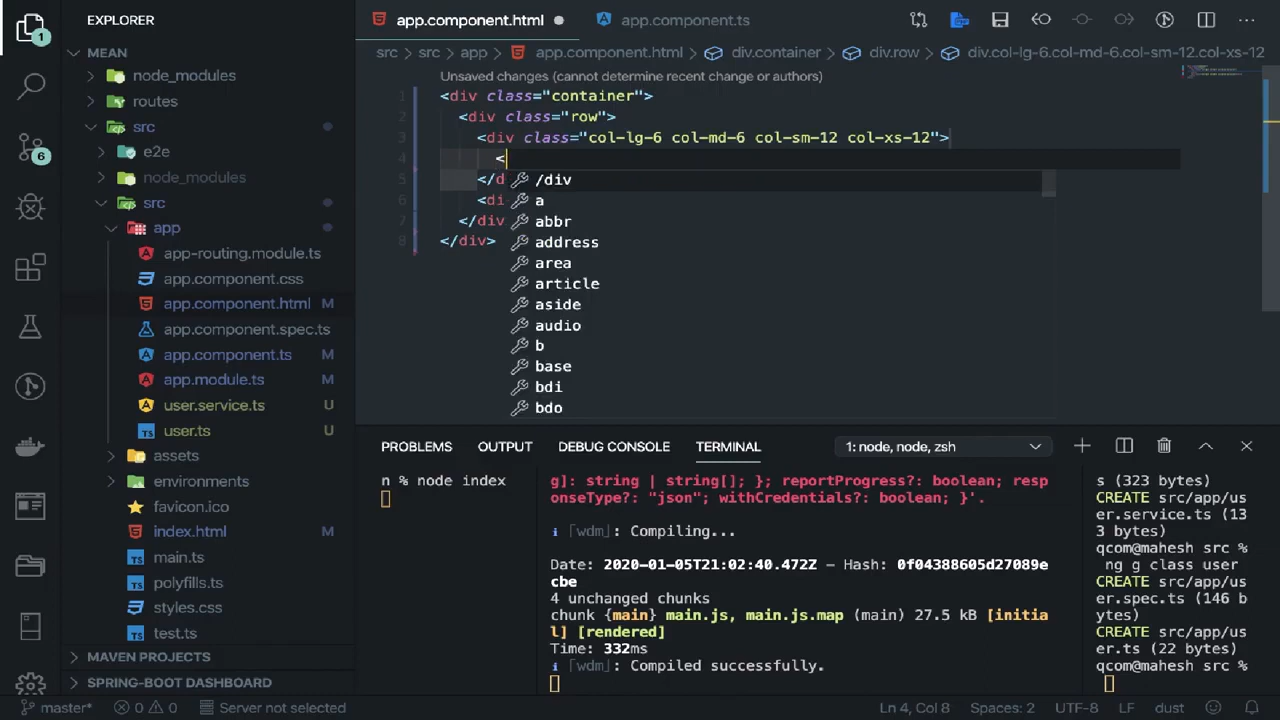 EXPLORER
1
MEAN
node_modules
routes
src
e2e
node_modules
src
app
app-routing.module.ts
app.component.css
app.component.html M
app.component.spec.ts
app.component.ts M
app.module.ts M
user.service.ts U
user.ts U
assets
environments
favicon.ico
index.html M
main.ts
polyfills.ts
styles.css
test.ts
MAVEN PROJECTS
SPRING-BOOT DASHBOARD
6
app.component.html
app.component.ts
src > src > app > app.component.html > div.container > div.row > div.col-lg-6.col-md-6.col-sm-12.col-xs-12
Unsaved changes (cannot determine recent change or authors)
1 <div class="container">
2 <div class="row">
3 <div class="col-lg-6 col-md-6 col-sm-12 col-xs-12">
4 <
5 </d
6 <di
7 </div
8 </div>
/div
a
abbr
address
area
article
aside
audio
b
base
bdi
bdo
PROBLEMS OUTPUT DEBUG CONSOLE TERMINAL 1: node, node, zsh
n % node index
g]: string | string[]; }; reportProgress?: boolean; resp
onseType?: "json"; withCredentials?: boolean; }'.
ℹ ｢wdm｣: Compiling...
Date: 2020-01-05T21:02:40.472Z - Hash: 0f04388605d27089e
cbe
4 unchanged chunks
chunk {main} main.js, main.js.map (main) 27.5 kB [initia
l] [rendered]
Time: 332ms
ℹ ｢wdm｣: Compiled successfully.
s (323 bytes)
CREATE src/app/us
er.service.ts (13
3 bytes)
qcom@mahesh src %
ng g class user
CREATE src/app/us
er.spec.ts (146 b
ytes)
CREATE src/app/us
er.ts (22 bytes)
qcom@mahesh src %
master* 0 0 Server not selected Ln 4, Col 8 Spaces: 2 UTF-8 LF dust